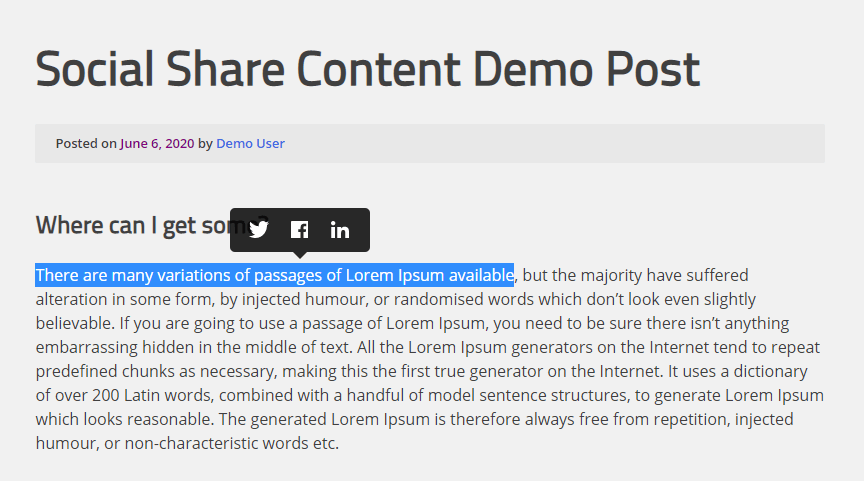 Social Share Content Demo Post
Posted on June 6, 2020 by Demo User
Where can I get some?
There are many variations of passages of Lorem Ipsum available, but the majority have suffered
alteration in some form, by injected humour, or randomised words which don’t look even slightly
believable. If you are going to use a passage of Lorem Ipsum, you need to be sure there isn’t anything
embarrassing hidden in the middle of text. All the Lorem Ipsum generators on the Internet tend to repeat
predefined chunks as necessary, making this the first true generator on the Internet. It uses a dictionary
of over 200 Latin words, combined with a handful of model sentence structures, to generate Lorem Ipsum
which looks reasonable. The generated Lorem Ipsum is therefore always free from repetition, injected
humour, or non-characteristic words etc.